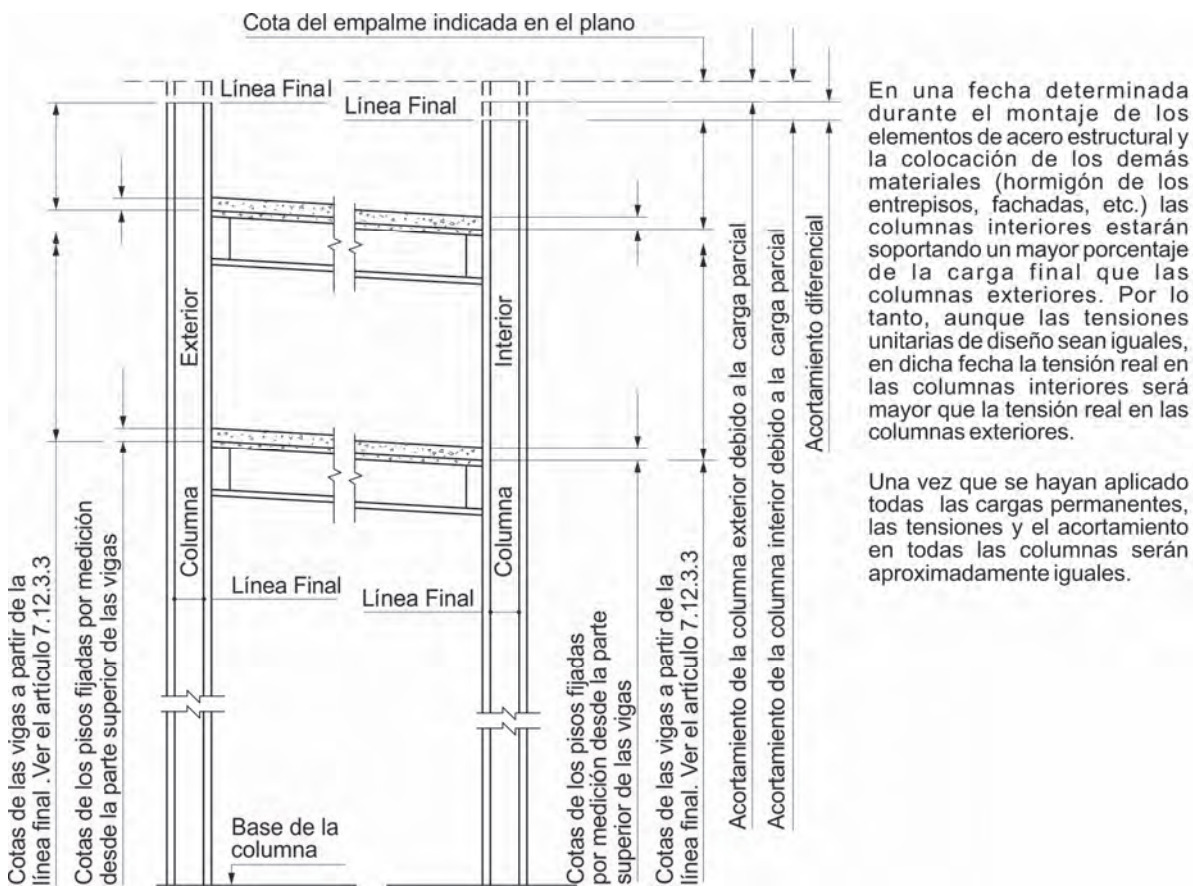 Cota del empalme indicada en el plano
Línea Final
Línea Final
Exterior
Columna
Interior
Columna
Línea Final
Línea Final
Base de la
columna
Cotas de las vigas a partir de la
línea final .Ver el artículo 7.12.3.3
Cotas de los pisos fijadas por medición
desde la parte superior de las vigas
Cotas de los pisos fijadas
por medición desde la parte
superior de las vigas
Cotas de las vigas a partir de la
línea final. Ver el artículo 7.12.3.3
Acortamiento de la columna exterior debido a la carga parcial
Acortamiento de la columna interior debido a la carga parcial
Acortamiento diferencial
En una fecha determinada
durante el montaje de los
elementos de acero estructural y
la colocación de los demás
materiales (hormigón de los
entrepisos, fachadas, etc.) las
columnas interiores estarán
soportando un mayor porcentaje
de la carga final que las
columnas exteriores. Por lo
tanto, aunque las tensiones
unitarias de diseño sean iguales,
en dicha fecha la tensión real en
las columnas interiores será
mayor que la tensión real en las
columnas exteriores.
Una vez que se hayan aplicado
todas las cargas permanentes,
las tensiones y el acortamiento
en todas las columnas serán
aproximadamente iguales.